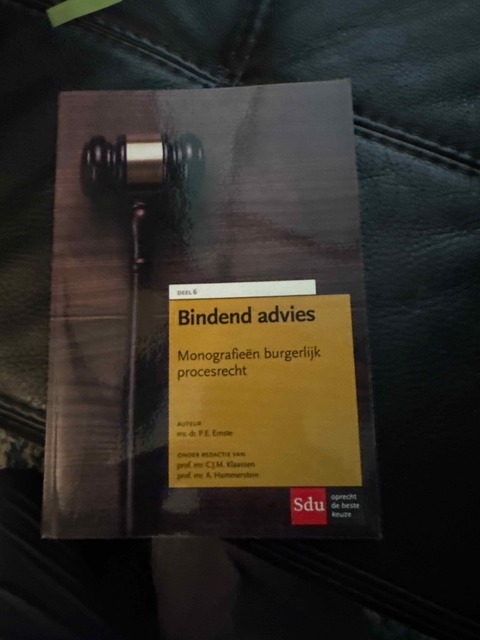 DEEL 6
Bindend advies
Monografieën burgerlijk
procesrecht
AUTEUR
mr. dr. P.E. Ernste
ONDER REDACTIE VAN
prof. mr. C.J.M. Klaassen
prof. mr. A. Hammerstein
Sdu
oprecht
de beste
keuze